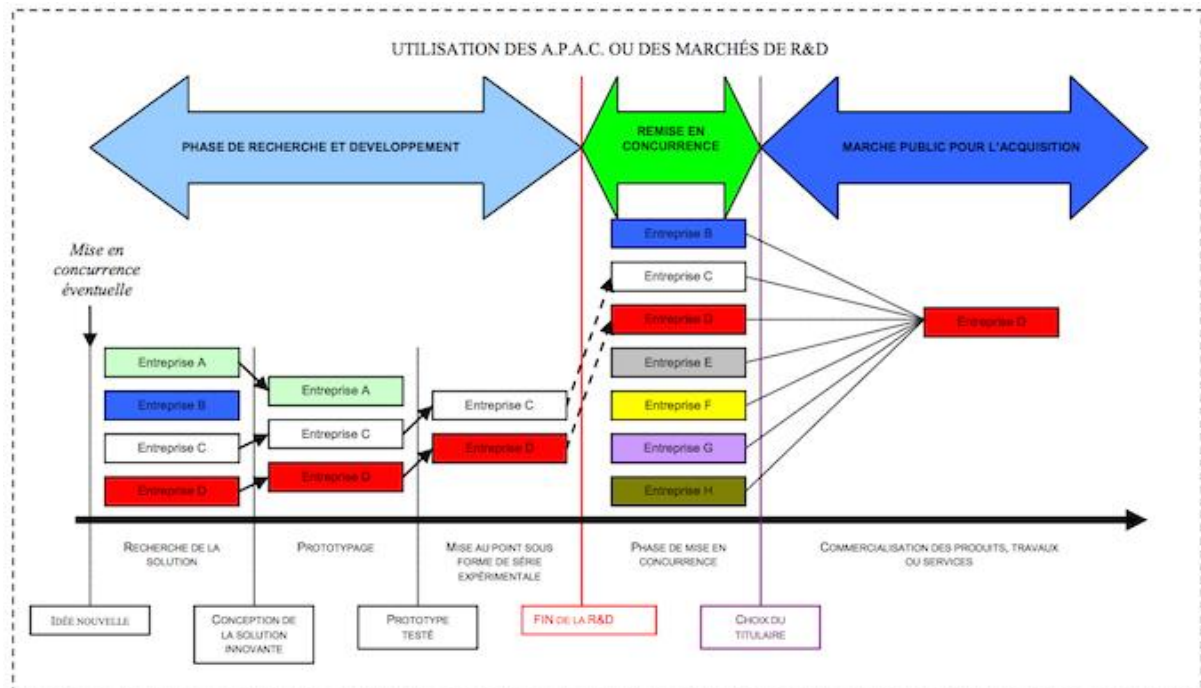 UTILISATION DES A.P.A.C. OU DES MARCHÉS DE R&D
PHASE DE RECHERCHE ET DEVELOPPEMENT
REMISE EN
CONCURRENCE
MARCHE PUBLIC POUR L'ACQUISITION
Mise en
concurrence
éventuelle
Entreprise A
Entreprise B
Entreprise C
Entreprise D
Entreprise A
Entreprise C
Entreprise D
Entreprise C
Entreprise D
Entreprise B
Entreprise C
Entreprise D
Entreprise E
Entreprise F
Entreprise G
Entreprise H
Entreprise D
RECHERCHE DE LA
SOLUTION
PROTOTYPAGE
MISE AU POINT SOUS
FORME DE SÉRIE
EXPÉRIMENTALE
PHASE DE MISE EN
CONCURRENCE
COMMERCIALISATION DES PRODUITS, TRAVAUX
OU SERVICES
IDÉE NOUVELLE
CONCEPTION DE
LA SOLUTION
INNOVANTE
PROTOTYPE
TESTÉ
FIN DE LA R&D
CHOIX DU
TITULAIRE